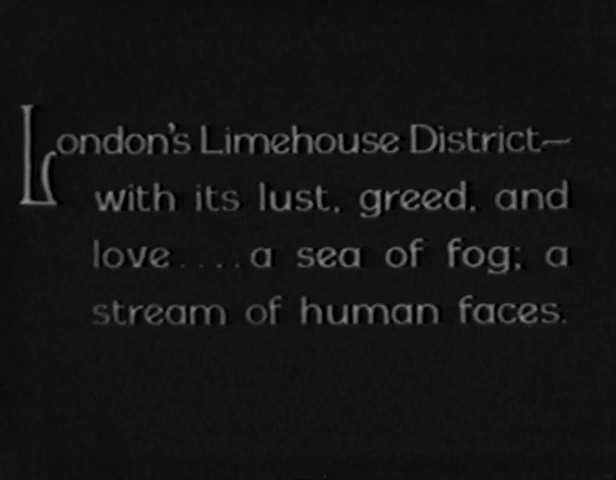 London's Limehouse District—
with its lust, greed, and
love....a sea of fog; a
stream of human faces.